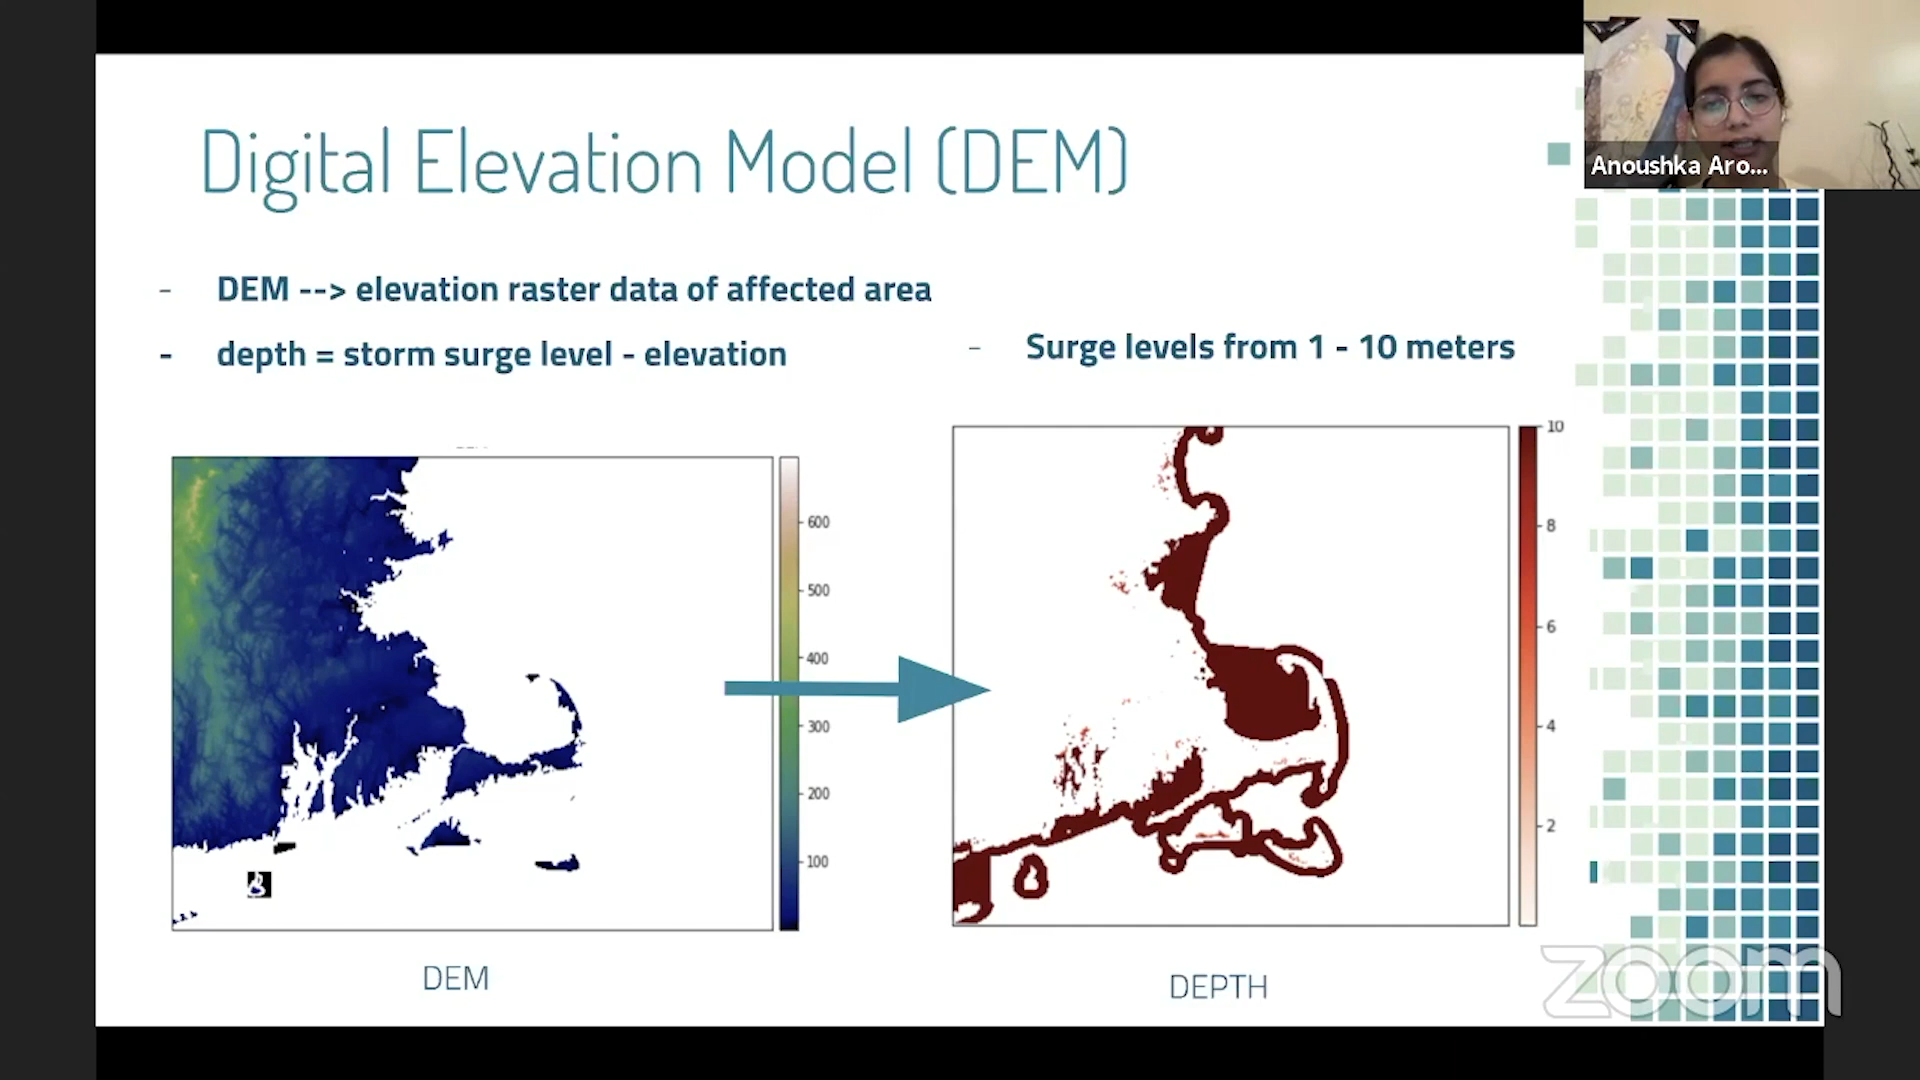 Anoushka Aro...
Digital Elevation Model (DEM)
- DEM --> elevation raster data of affected area
- depth = storm surge level - elevation
- Surge levels from 1 - 10 meters
600
500
400
300
200
100
10
8
6
4
2
DEM
DEPTH
zoom